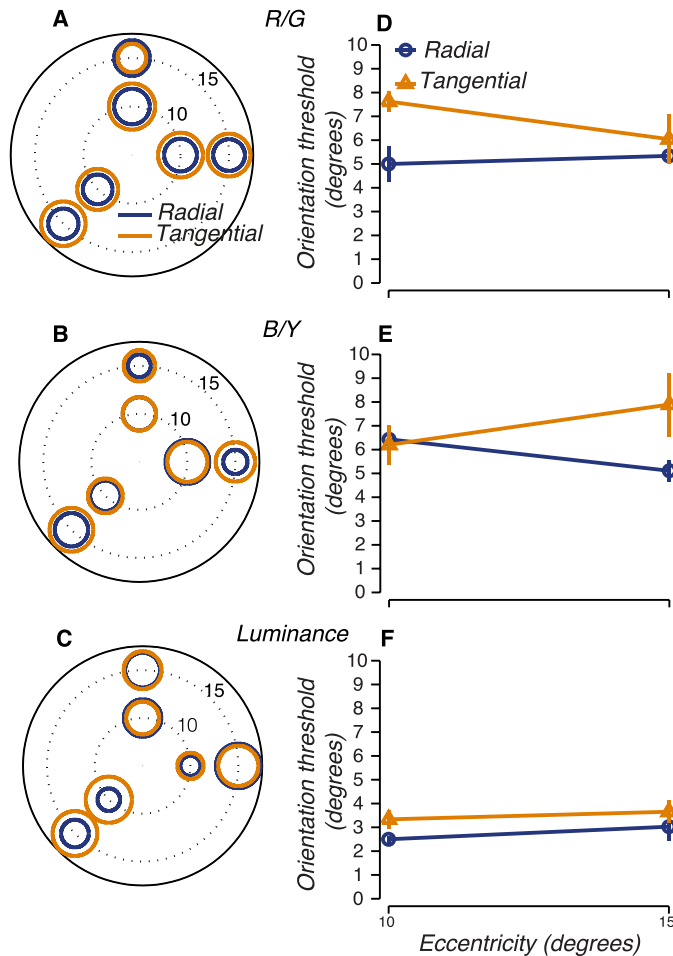 A
R/G
15
10
Radial
Tangential
D
Radial
Tangential
10
9
8
7
6
5
4
3
2
1
0
Orientation threshold
(degrees)
B
B/Y
15
10
E
10
9
8
7
6
5
4
3
2
1
0
Orientation threshold
(degrees)
C
Luminance
15
10
F
10
9
8
7
6
5
4
3
2
1
0
Orientation threshold
(degrees)
10
15
Eccentricity (degrees)